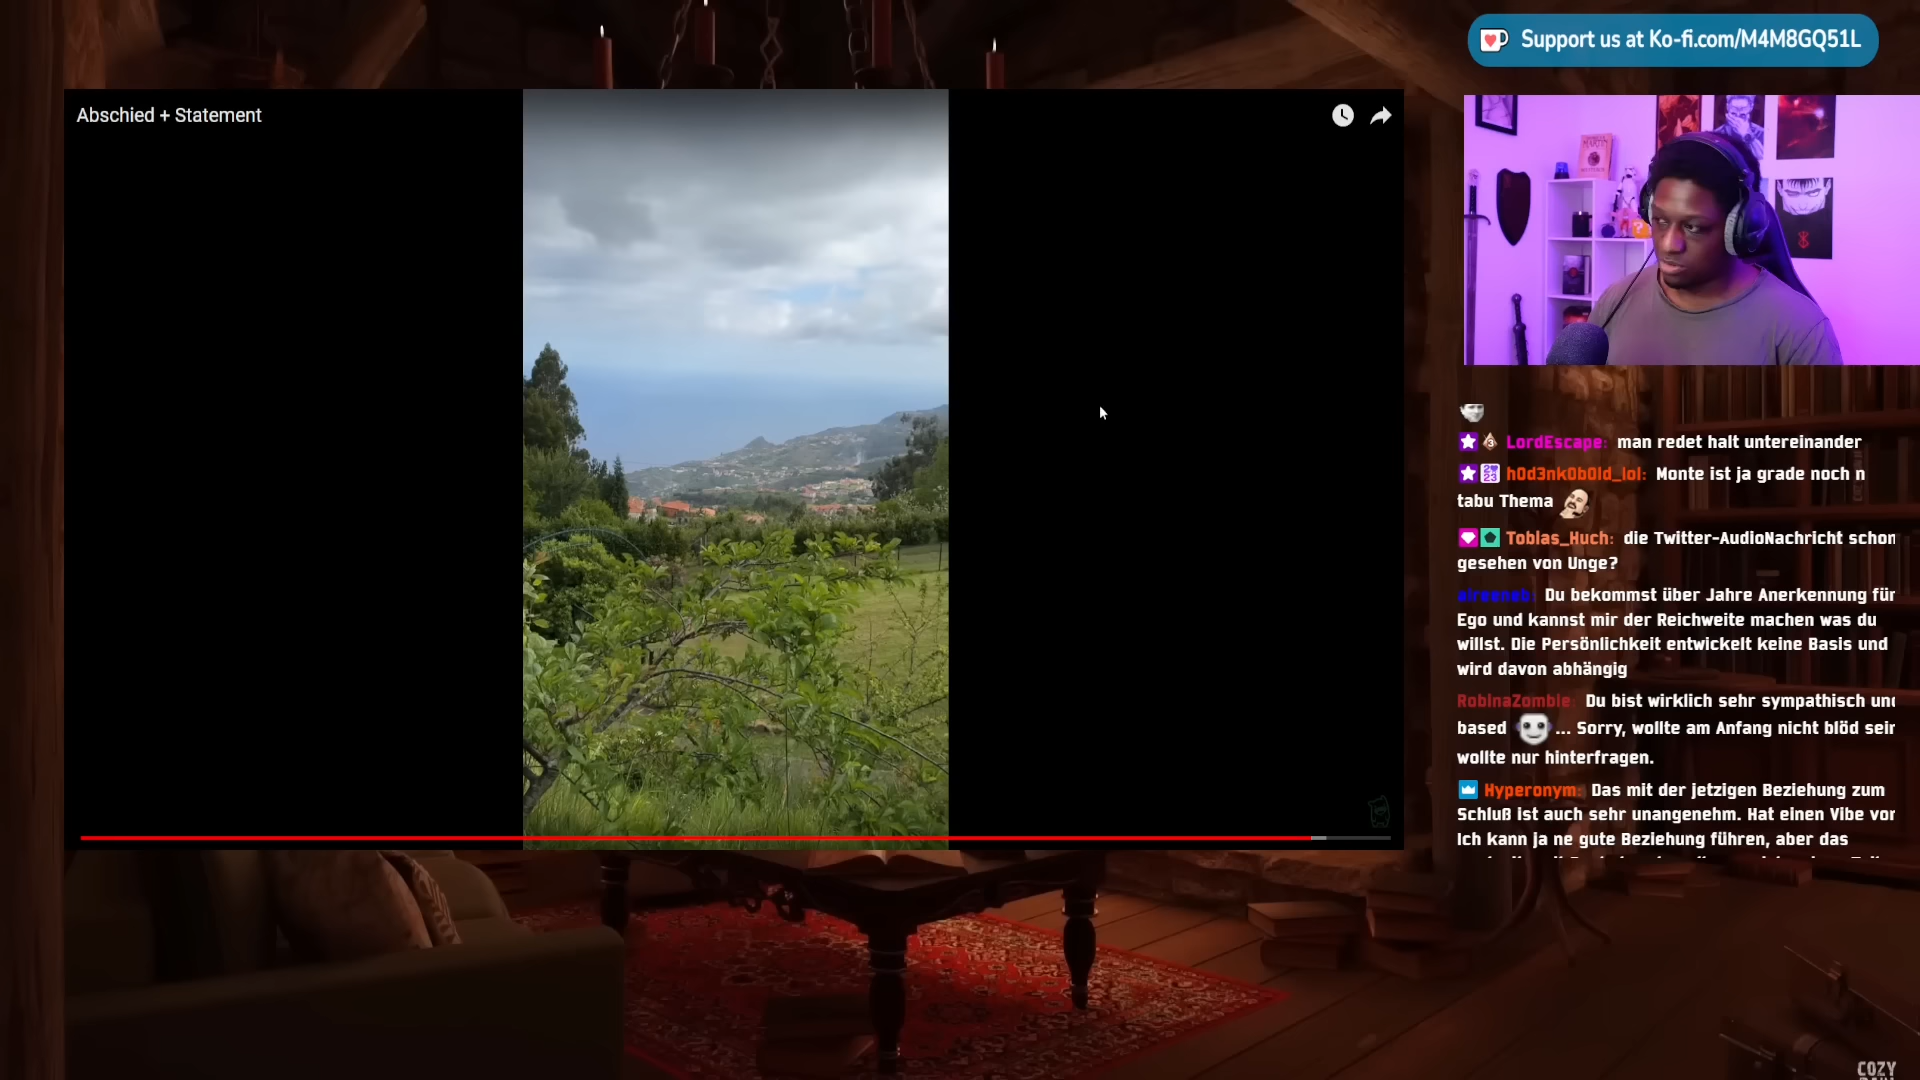 Support us at Ko-fi.com/M4M8GQ51L
Abschied + Statement
LordEscape: man redet halt untereinander
h0d3nk0b0ld_lol: Monte ist ja grade noch n
tabu Thema
Tobias_Huch: die Twitter-AudioNachricht schon
gesehen von Unge?
Du bekommst über Jahre Anerkennung für
Ego und kannst mir der Reichweite machen was du
willst. Die Persönlichkeit entwickelt keine Basis und
wird davon abhängig
RobinaZombie: Du bist wirklich sehr sympathisch und
based ... Sorry, wollte am Anfang nicht blöd sein
wollte nur hinterfragen.
Hyperonym: Das mit der jetzigen Beziehung zum
Schluß ist auch sehr unangenehm. Hat einen Vibe von
Ich kann ja ne gute Beziehung führen, aber das
COZY